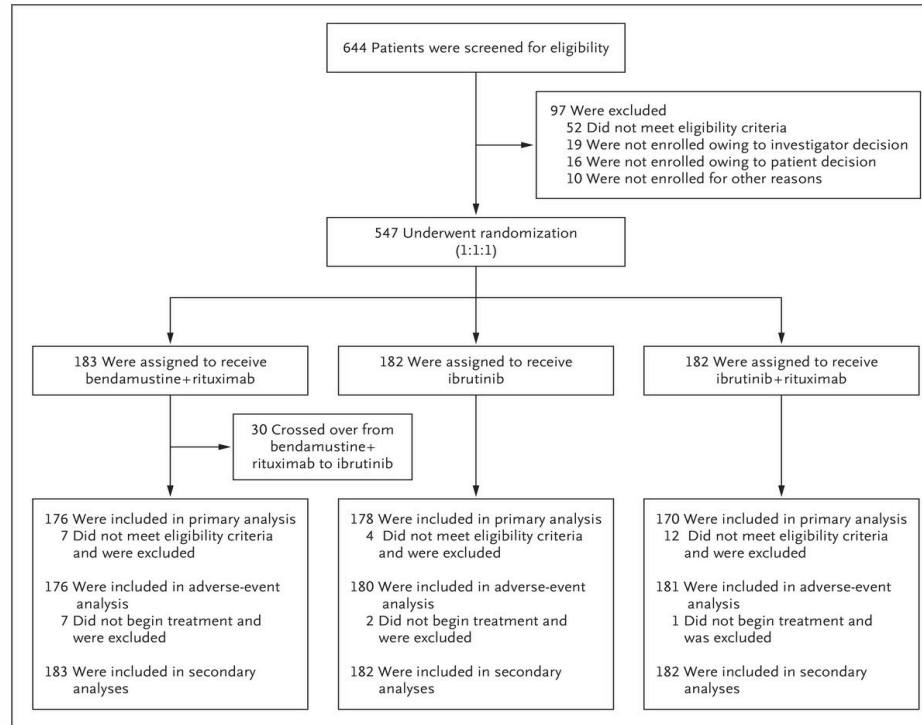 644 Patients were screened for eligibility
97 Were excluded
52 Did not meet eligibility criteria
19 Were not enrolled owing to investigator decision
16 Were not enrolled owing to patient decision
10 Were not enrolled for other reasons
547 Underwent randomization
(1:1:1)
183 Were assigned to receive
bendamustine+rituximab
182 Were assigned to receive
ibrutinib
182 Were assigned to receive
ibrutinib+rituximab
30 Crossed over from
bendamustine+
rituximab to ibrutinib
176 Were included in primary analysis
7 Did not meet eligibility criteria
and were excluded
176 Were included in adverse-event
analysis
7 Did not begin treatment and
were excluded
183 Were included in secondary
analyses
178 Were included in primary analysis
4 Did not meet eligibility criteria
and were excluded
180 Were included in adverse-event
analysis
2 Did not begin treatment and
were excluded
182 Were included in secondary
analyses
170 Were included in primary analysis
12 Did not meet eligibility criteria
and were excluded
181 Were included in adverse-event
analysis
1 Did not begin treatment and
was excluded
182 Were included in secondary
analyses